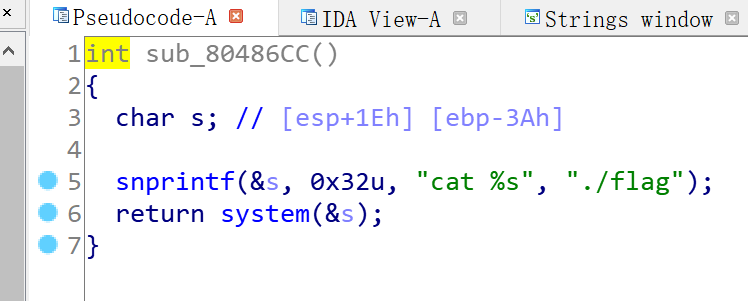 Pseudocode-A IDA View-A Strings window
1 int sub_80486CC()
2 {
3   char s; // [esp+1Eh] [ebp-3Ah]
4
5   snprintf(&s, 0x32u, "cat %s", "./flag");
6   return system(&s);
7 }